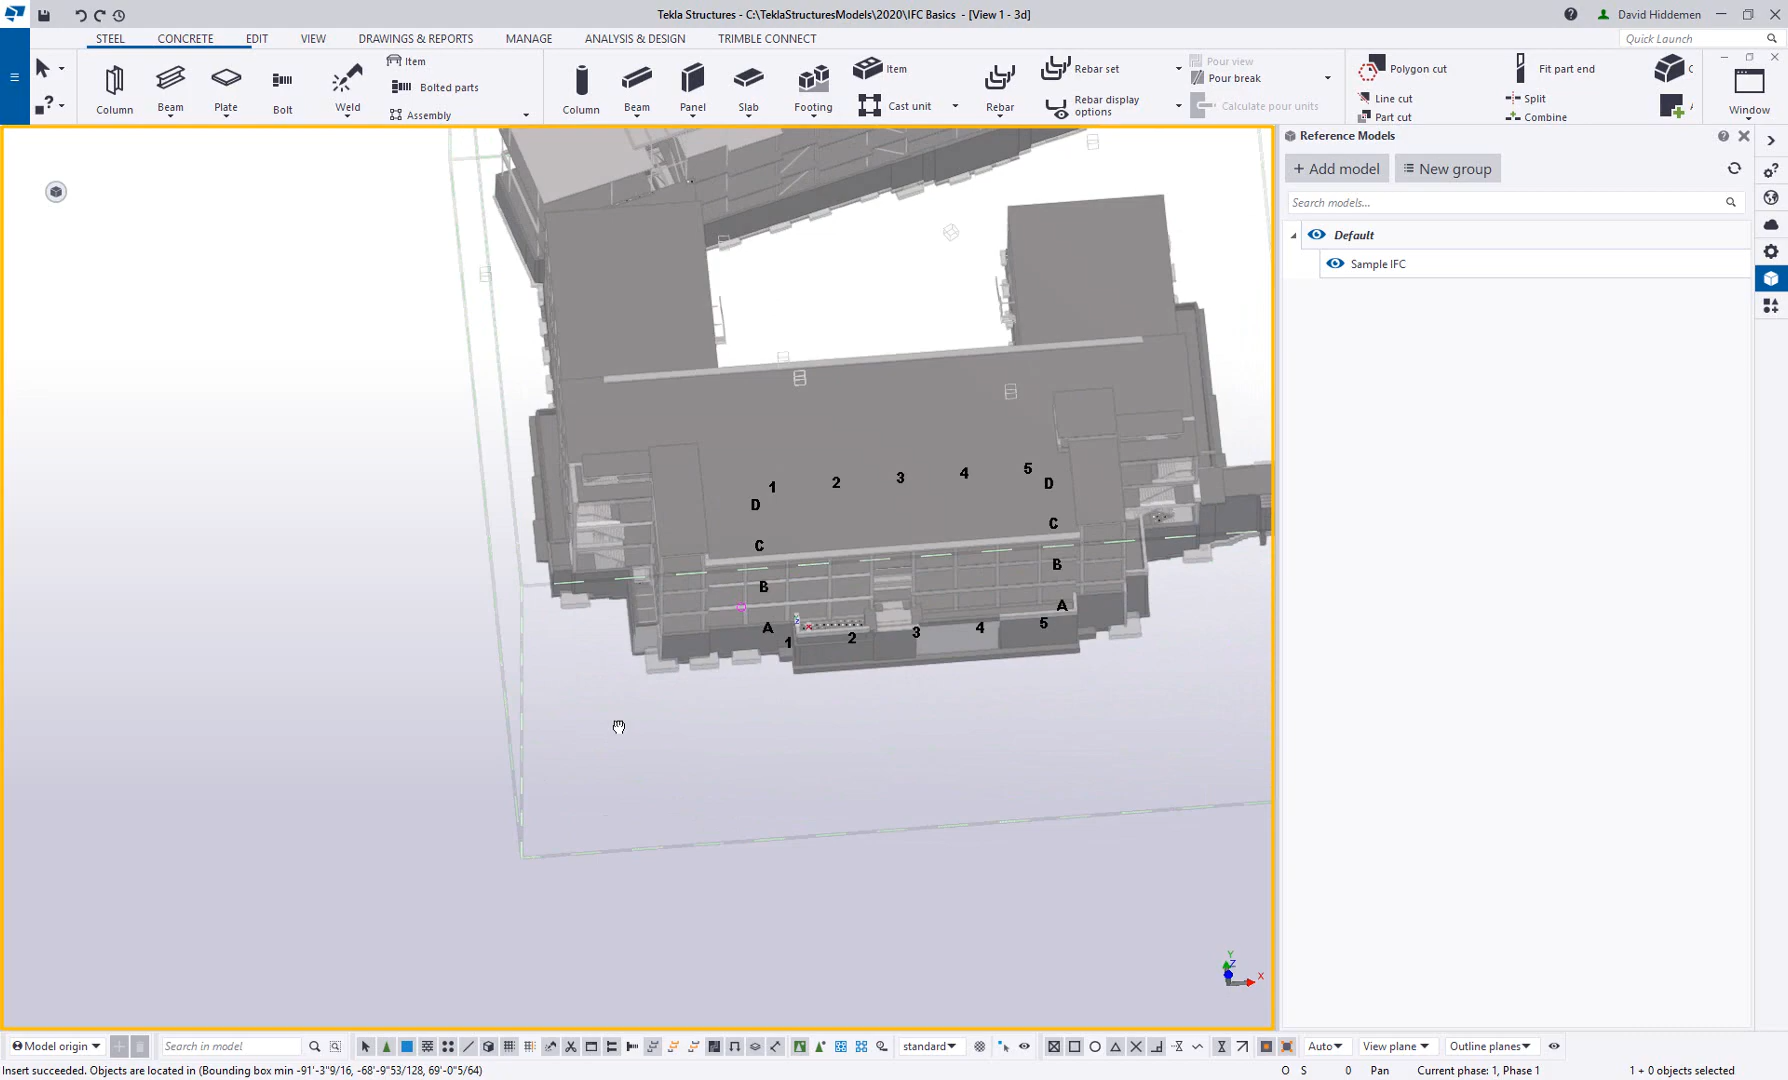 Tekla Structures - C:\TeklaStructuresModels\2020\IFC Basics - [View 1 - 3d]
David Hiddemen
STEEL CONCRETE EDIT VIEW DRAWINGS & REPORTS MANAGE ANALYSIS & DESIGN TRIMBLE CONNECT
Quick Launch
Column
Beam
Plate
Bolt
Weld
Item
Bolted parts
Assembly
Column
Beam
Panel
Slab
Footing
Item
Cast unit
Rebar
Rebar set
Rebar display
options
Pour view
Pour break
Calculate pour units
Polygon cut
Line cut
Part cut
Fit part end
Split
Combine
Window
Reference Models
+ Add model
New group
Search models...
Default
Sample IFC
1 2 3 4 5
D D
C C
B B
A A
1 2 3 4 5
Y
Z
X
Model origin
Search in model
standard
Auto
View plane
Outline planes
Insert succeeded. Objects are located in (Bounding box min -91'-3"9/16, -68'-9"53/128, 69'-0"5/64)
O S 0 Pan Current phase: 1, Phase 1 1 + 0 objects selected